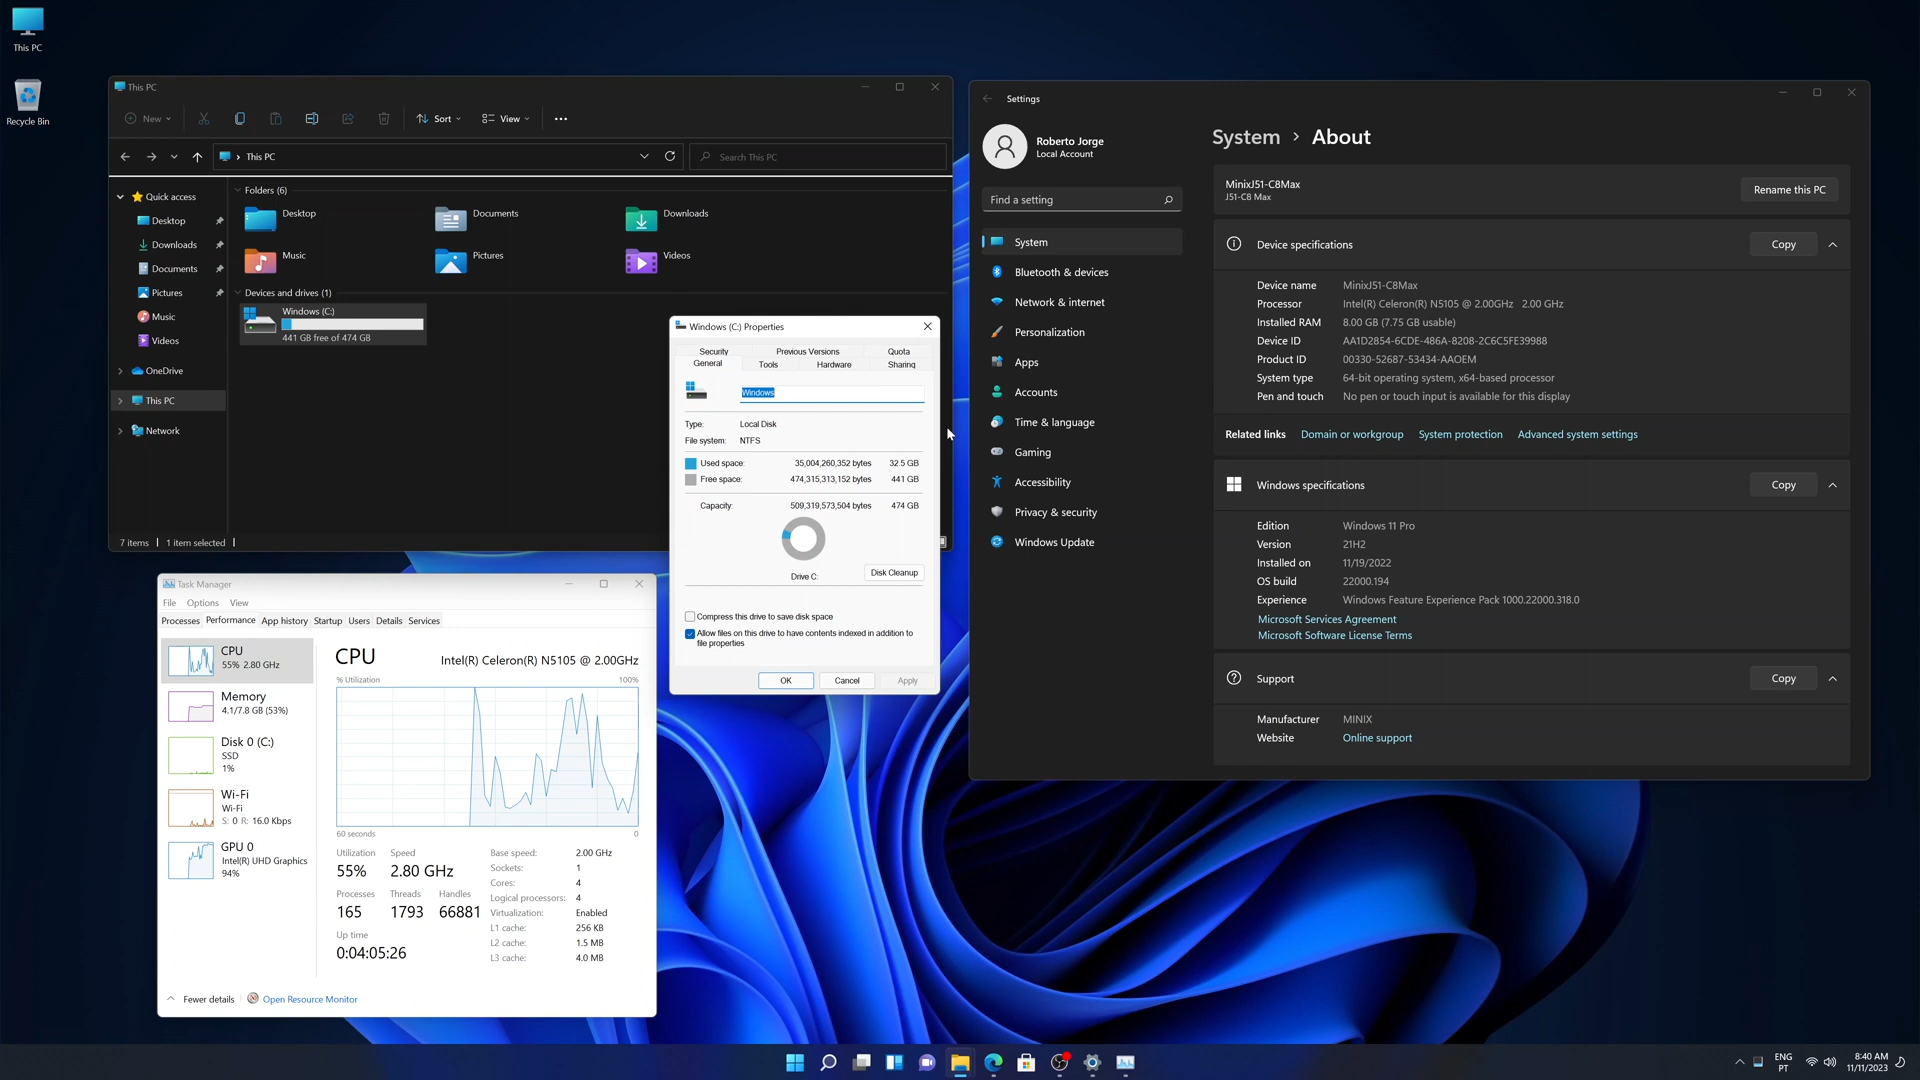 This PC
Recycle Bin
This PC
New
Sort
View
This PC
Search This PC
Quick access
Desktop
Downloads
Documents
Pictures
Music
Videos
OneDrive
This PC
Network
Folders (6)
Desktop
Documents
Downloads
Music
Pictures
Videos
Devices and drives (1)
Windows (C:)
441 GB free of 474 GB
7 items
1 item selected
Windows (C:) Properties
Security Previous Versions Quota
General Tools Hardware Sharing
Windows
Type: Local Disk
File system: NTFS
Used space: 35,004,260,352 bytes 32.5 GB
Free space: 474,315,313,152 bytes 441 GB
Capacity: 509,319,573,504 bytes 474 GB
Drive C:
Disk Cleanup
Compress this drive to save disk space
Allow files on this drive to have contents indexed in addition to
file properties
OK Cancel Apply
Task Manager
File Options View
Processes Performance App history Startup Users Details Services
CPU
55% 2.80 GHz
Memory
4.1/7.8 GB (53%)
Disk 0 (C:)
SSD
1%
Wi-Fi
Wi-Fi
S: 0 R: 16.0 Kbps
GPU 0
Intel(R) UHD Graphics
94%
CPU Intel(R) Celeron(R) N5105 @ 2.00GHz
% Utilization 100%
60 seconds 0
Utilization Speed
55% 2.80 GHz
Processes Threads Handles
165 1793 66881
Up time
0:04:05:26
Base speed: 2.00 GHz
Sockets: 1
Cores: 4
Logical processors: 4
Virtualization: Enabled
L1 cache: 256 KB
L2 cache: 1.5 MB
L3 cache: 4.0 MB
Fewer details
Open Resource Monitor
Settings
Roberto Jorge
Local Account
Find a setting
System
Bluetooth & devices
Network & internet
Personalization
Apps
Accounts
Time & language
Gaming
Accessibility
Privacy & security
Windows Update
System > About
MinixJ51-C8Max
J51-C8 Max
Rename this PC
Device specifications
Copy
Device name MinixJ51-C8Max
Processor Intel(R) Celeron(R) N5105 @ 2.00GHz 2.00 GHz
Installed RAM 8.00 GB (7.75 GB usable)
Device ID AA1D2854-6CDE-486A-8208-2C6C5FE39988
Product ID 00330-52687-53434-AAOEM
System type 64-bit operating system, x64-based processor
Pen and touch No pen or touch input is available for this display
Related links Domain or workgroup System protection Advanced system settings
Windows specifications
Copy
Edition Windows 11 Pro
Version 21H2
Installed on 11/19/2022
OS build 22000.194
Experience Windows Feature Experience Pack 1000.22000.318.0
Microsoft Services Agreement
Microsoft Software License Terms
Support
Copy
Manufacturer MINIX
Website Online support
ENG
PT
8:40 AM
11/11/2023